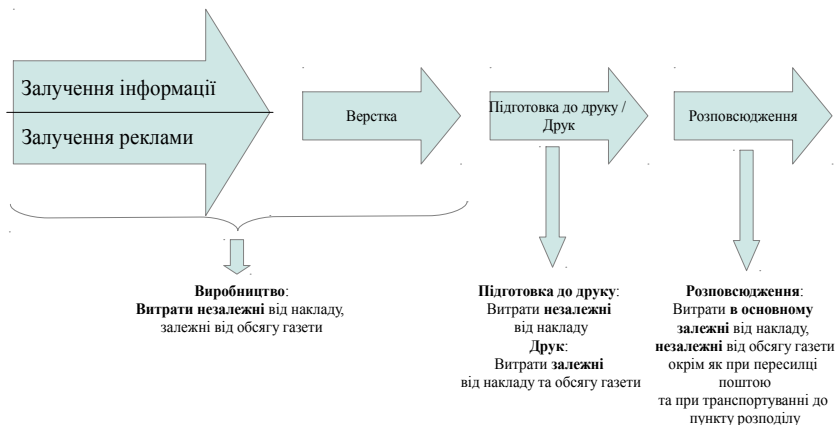 Залучення інформації
Залучення реклами
Верстка
Підготовка до друку /
Друк
Розповсюдження
Виробництво:
Витрати незалежні від накладу,
залежні від обсягу газети
Підготовка до друку:
Витрати незалежні
від накладу
Друк:
Витрати залежні
від накладу та обсягу газети
Розповсюдження:
Витрати в основному
залежні від накладу,
незалежні від обсягу газети
окрім як при пересилці
поштою
та при транспортуванні до
пункту розподілу